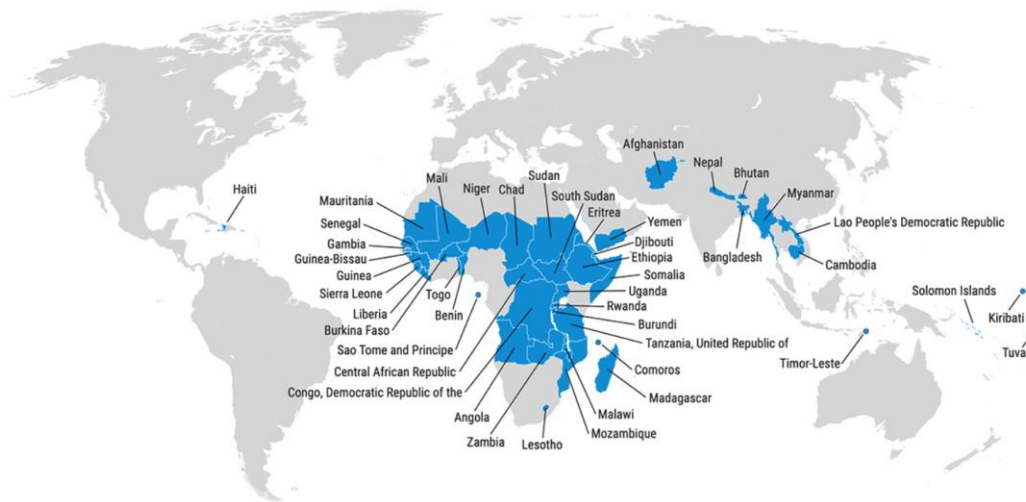 Haiti
Mauritania
Senegal
Gambia
Guinea-Bissau
Guinea
Sierra Leone
Liberia
Burkina Faso
Togo
Benin
Sao Tome and Principe
Central African Republic
Congo, Democratic Republic of the
Angola
Zambia
Lesotho
Mali
Niger
Chad
Sudan
South Sudan
Eritrea
Yemen
Djibouti
Ethiopia
Somalia
Uganda
Rwanda
Burundi
Tanzania, United Republic of
Comoros
Madagascar
Malawi
Mozambique
Afghanistan
Nepal
Bhutan
Myanmar
Lao People's Democratic Republic
Bangladesh
Cambodia
Solomon Islands
Kiribati
Timor-Leste
Tuva